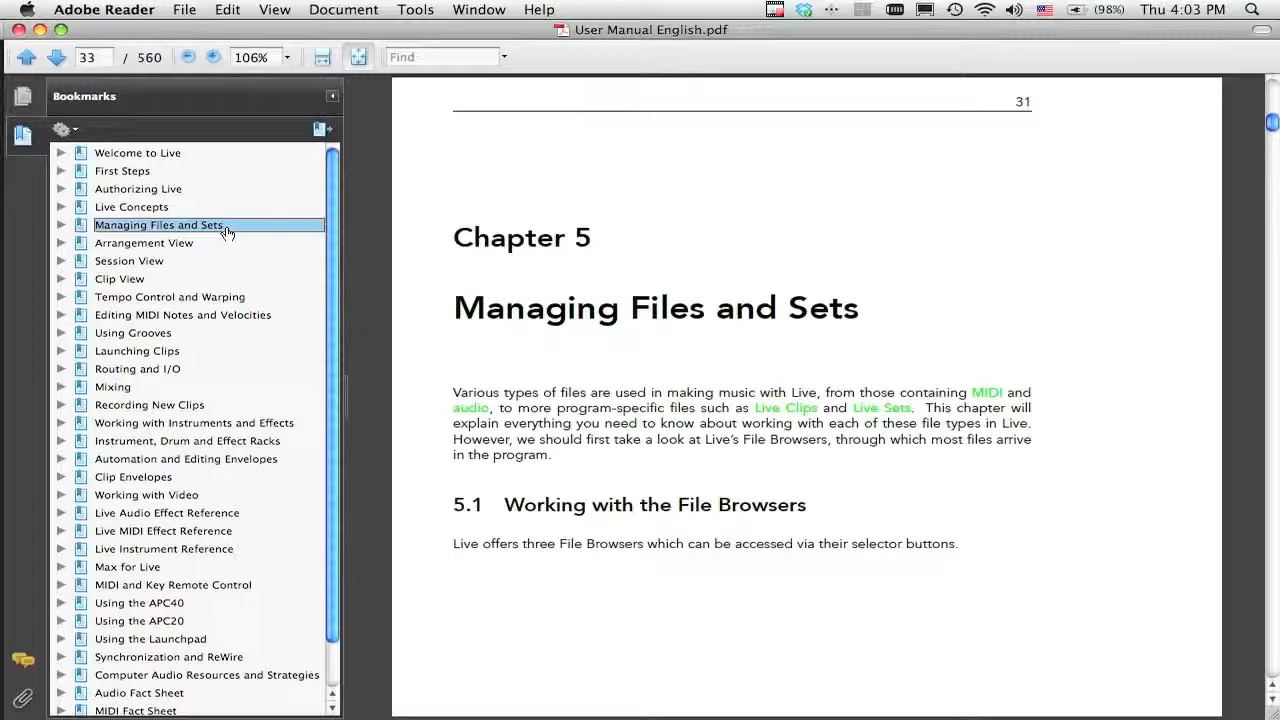 Adobe Reader File Edit View Document Tools Window Help (98%) Thu 4:03 PM
User Manual English.pdf
33 / 560 106% Find
Bookmarks
Welcome to Live
First Steps
Authorizing Live
Live Concepts
Managing Files and Sets
Arrangement View
Session View
Clip View
Tempo Control and Warping
Editing MIDI Notes and Velocities
Using Grooves
Launching Clips
Routing and I/O
Mixing
Recording New Clips
Working with Instruments and Effects
Instrument, Drum and Effect Racks
Automation and Editing Envelopes
Clip Envelopes
Working with Video
Live Audio Effect Reference
Live MIDI Effect Reference
Live Instrument Reference
Max for Live
MIDI and Key Remote Control
Using the APC40
Using the APC20
Using the Launchpad
Synchronization and ReWire
Computer Audio Resources and Strategies
Audio Fact Sheet
MIDI Fact Sheet
31
Chapter 5
Managing Files and Sets
Various types of files are used in making music with Live, from those containing MIDI and
audio, to more program-specific files such as Live Clips and Live Sets. This chapter will
explain everything you need to know about working with each of these file types in Live.
However, we should first take a look at Live's File Browsers, through which most files arrive
in the program.
5.1 Working with the File Browsers
Live offers three File Browsers which can be accessed via their selector buttons.